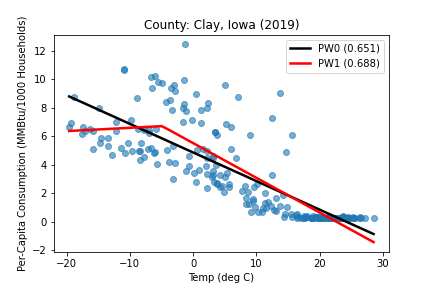 County: Clay, Iowa (2019)
PW0 (0.651)
PW1 (0.688)
Per-Capita Consumption (MMBtu/1000 Households)
12
10
8
6
4
2
0
−2
−20 −10 0 10 20 30
Temp (deg C)